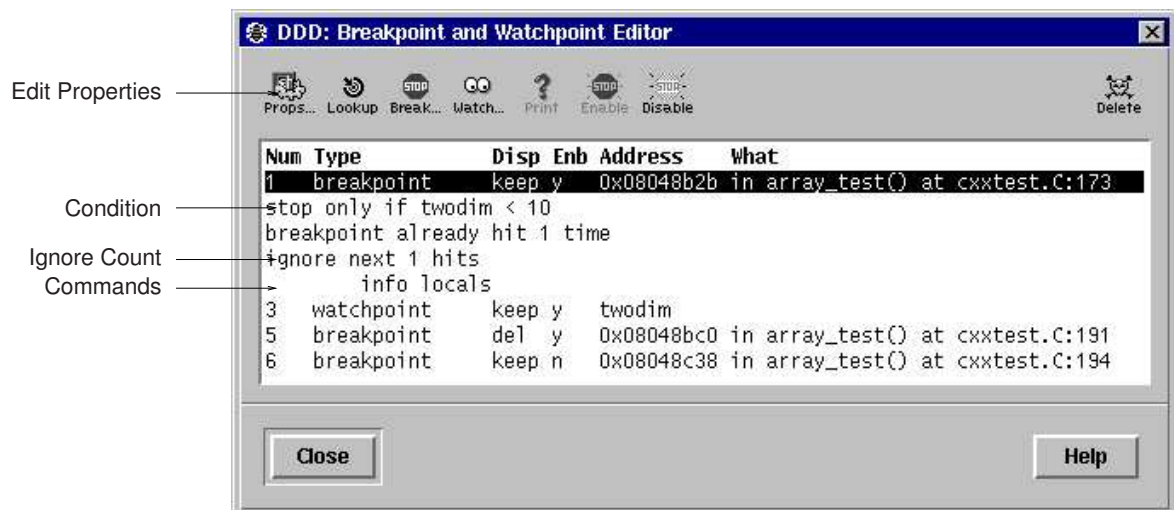 DDD: Breakpoint and Watchpoint Editor
Edit Properties
Props... Lookup Break... Watch... Print Enable Disable Delete
Num Type Disp Enb Address What
1 breakpoint keep y 0x08048b2b in array_test() at cxxtest.C:173
Condition
stop only if twodim < 10
breakpoint already hit 1 time
Ignore Count
ignore next 1 hits
Commands
info locals
3 watchpoint keep y twodim
5 breakpoint del y 0x08048bc0 in array_test() at cxxtest.C:191
6 breakpoint keep n 0x08048c38 in array_test() at cxxtest.C:194
Close
Help